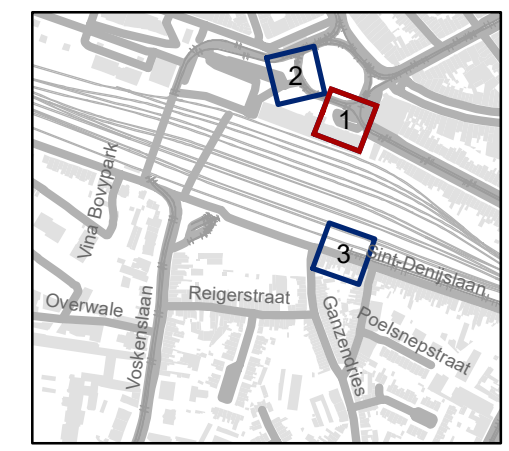 2
1
Vina Bovypark
3
Sint-Denijslaan
Reigerstraat
Overwale
Voskenslaan
Ganzendries
Poelsnepstraat